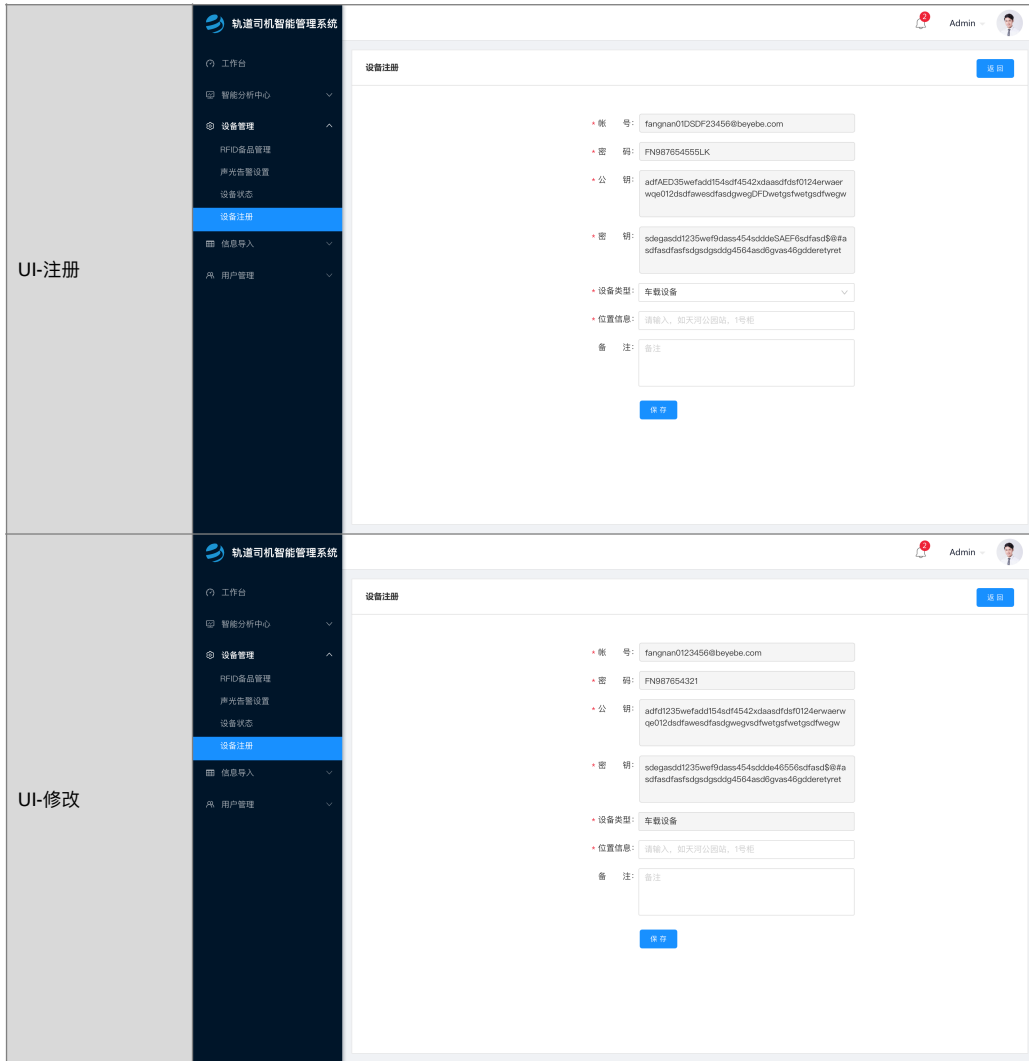 UI-注册
轨道司机智能管理系统
2
Admin
工作台
智能分析中心
设备管理
RFID备品管理
声光告警设置
设备状态
设备注册
信息导入
用户管理
设备注册
返 回
* 帐 号: fangnan01DSDF23456@beyebe.com
* 密 码: FN987654555LK
* 公 钥: adfAED35wefadd154sdf4542xdaasdfdsf0124erwaer
wqe012dsdfawesdfasdgwegDFDwetgsfwetgsdfwegw
* 密 钥: sdegasdd1235wef9dass454sdddeSAEF6sdfasd$@#a
sdfasdfasfsdgsdgsddg4564asd6gvas46gdderetyret
* 设备类型: 车载设备
* 位置信息: 请输入，如天河公园站，1号柜
备 注: 备注
保 存
UI-修改
轨道司机智能管理系统
2
Admin
工作台
智能分析中心
设备管理
RFID备品管理
声光告警设置
设备状态
设备注册
信息导入
用户管理
设备注册
返 回
* 帐 号: fangnan0123456@beyebe.com
* 密 码: FN987654321
* 公 钥: adfd1235wefadd154sdf4542xdaasdfdsf0124erwaerw
qe012dsdfawesdfasdgwegvsdfwetgsfwetgsdfwegw
* 密 钥: sdegasdd1235wef9dass454sddde46556sdfasd$@#a
sdfasdfasfsdgsdgsddg4564asd6gvas46gdderetyret
* 设备类型: 车载设备
* 位置信息: 请输入，如天河公园站，1号柜
备 注: 备注
保 存